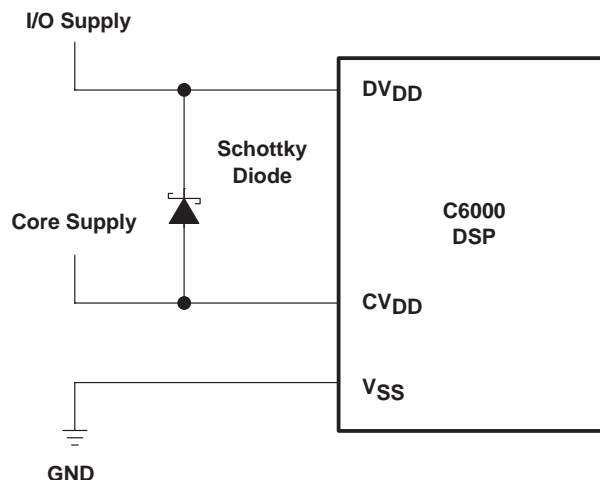 I/O Supply
DVDD
Schottky
Diode
C6000
DSP
Core Supply
CVDD
VSS
GND